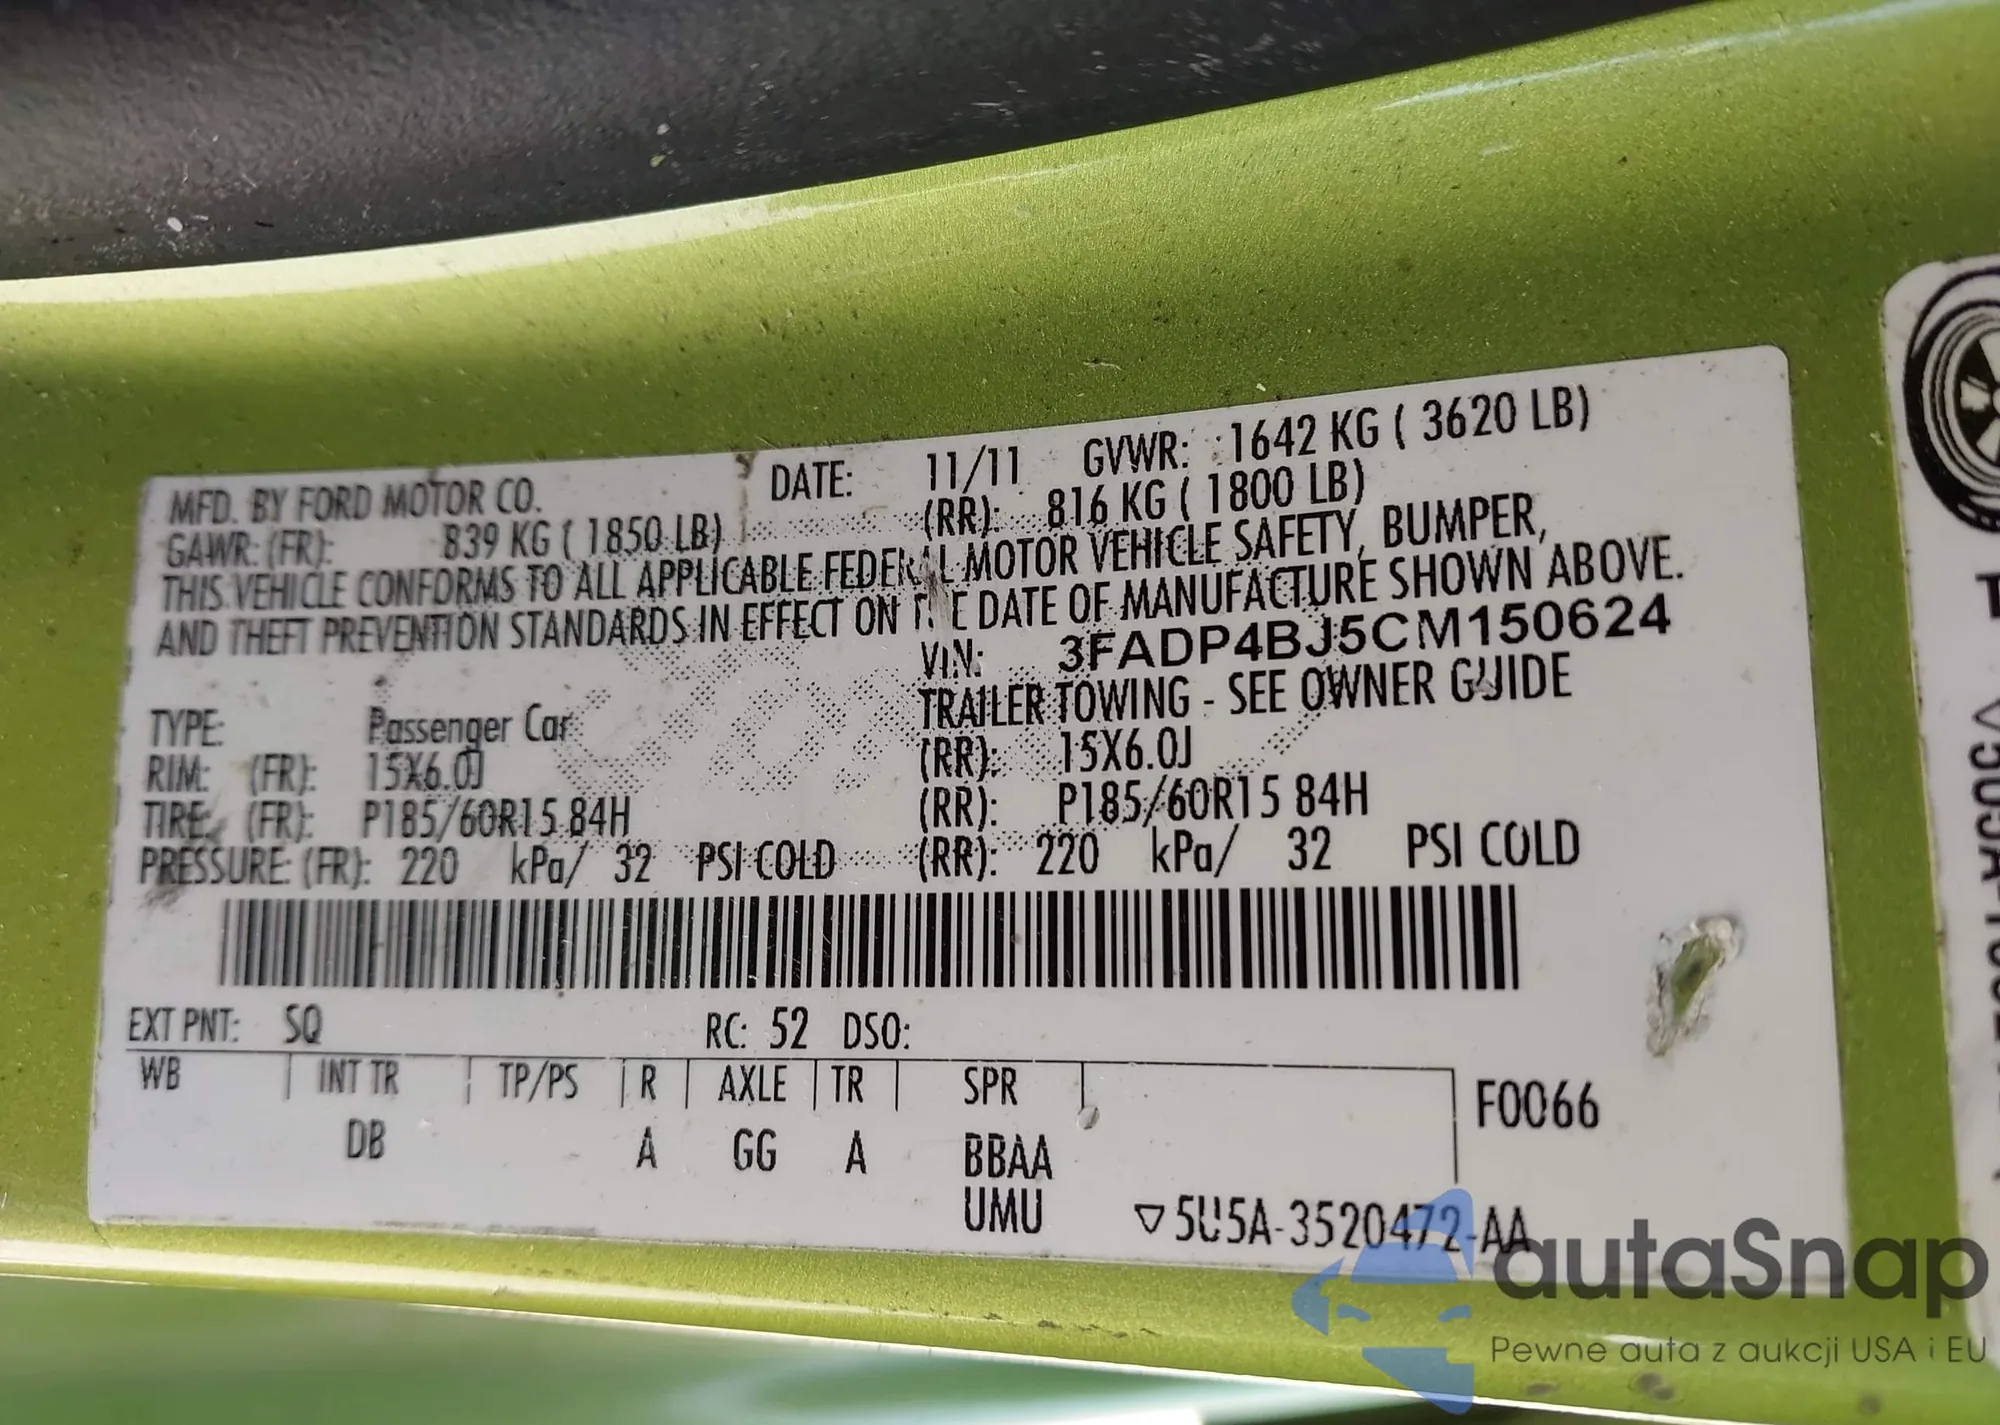 MFD. BY FORD MOTOR CO. DATE: 11/11 GVWR: 1642 KG ( 3620 LB)
GAWR: (FR): 839 KG ( 1850 LB) (RR): 816 KG ( 1800 LB)
THIS VEHICLE CONFORMS TO ALL APPLICABLE FEDERAL MOTOR VEHICLE SAFETY, BUMPER,
AND THEFT PREVENTION STANDARDS IN EFFECT ON THE DATE OF MANUFACTURE SHOWN ABOVE.
VIN: 3FADP4BJ5CM150624
TRAILER TOWING - SEE OWNER GUIDE
TYPE: Passenger Car
RIM: (FR): 15X6.0J (RR): 15X6.0J
TIRE: (FR): P185/60R15 84H (RR): P185/60R15 84H
PRESSURE: (FR): 220 kPa/ 32 PSI COLD (RR): 220 kPa/ 32 PSI COLD
EXT PNT: SQ RC: 52 DSO:
WB INT TR TP/PS R AXLE TR SPR F0066
DB A GG A BBAA
UMU ▽5U5A-3520472-AA
autaSnap
Pewne auta z aukcji USA i EU